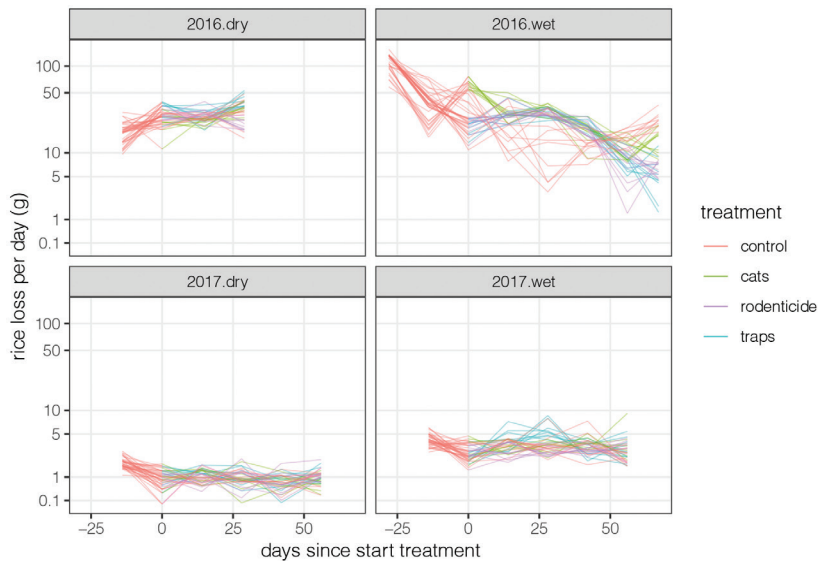 2016.dry
2016.wet
100
50
10
5
1
0.1
2017.dry
2017.wet
100
50
10
5
1
0.1
−25
0
25
50
−25
0
25
50
days since start treatment
rice loss per day (g)
treatment
control
cats
rodenticide
traps